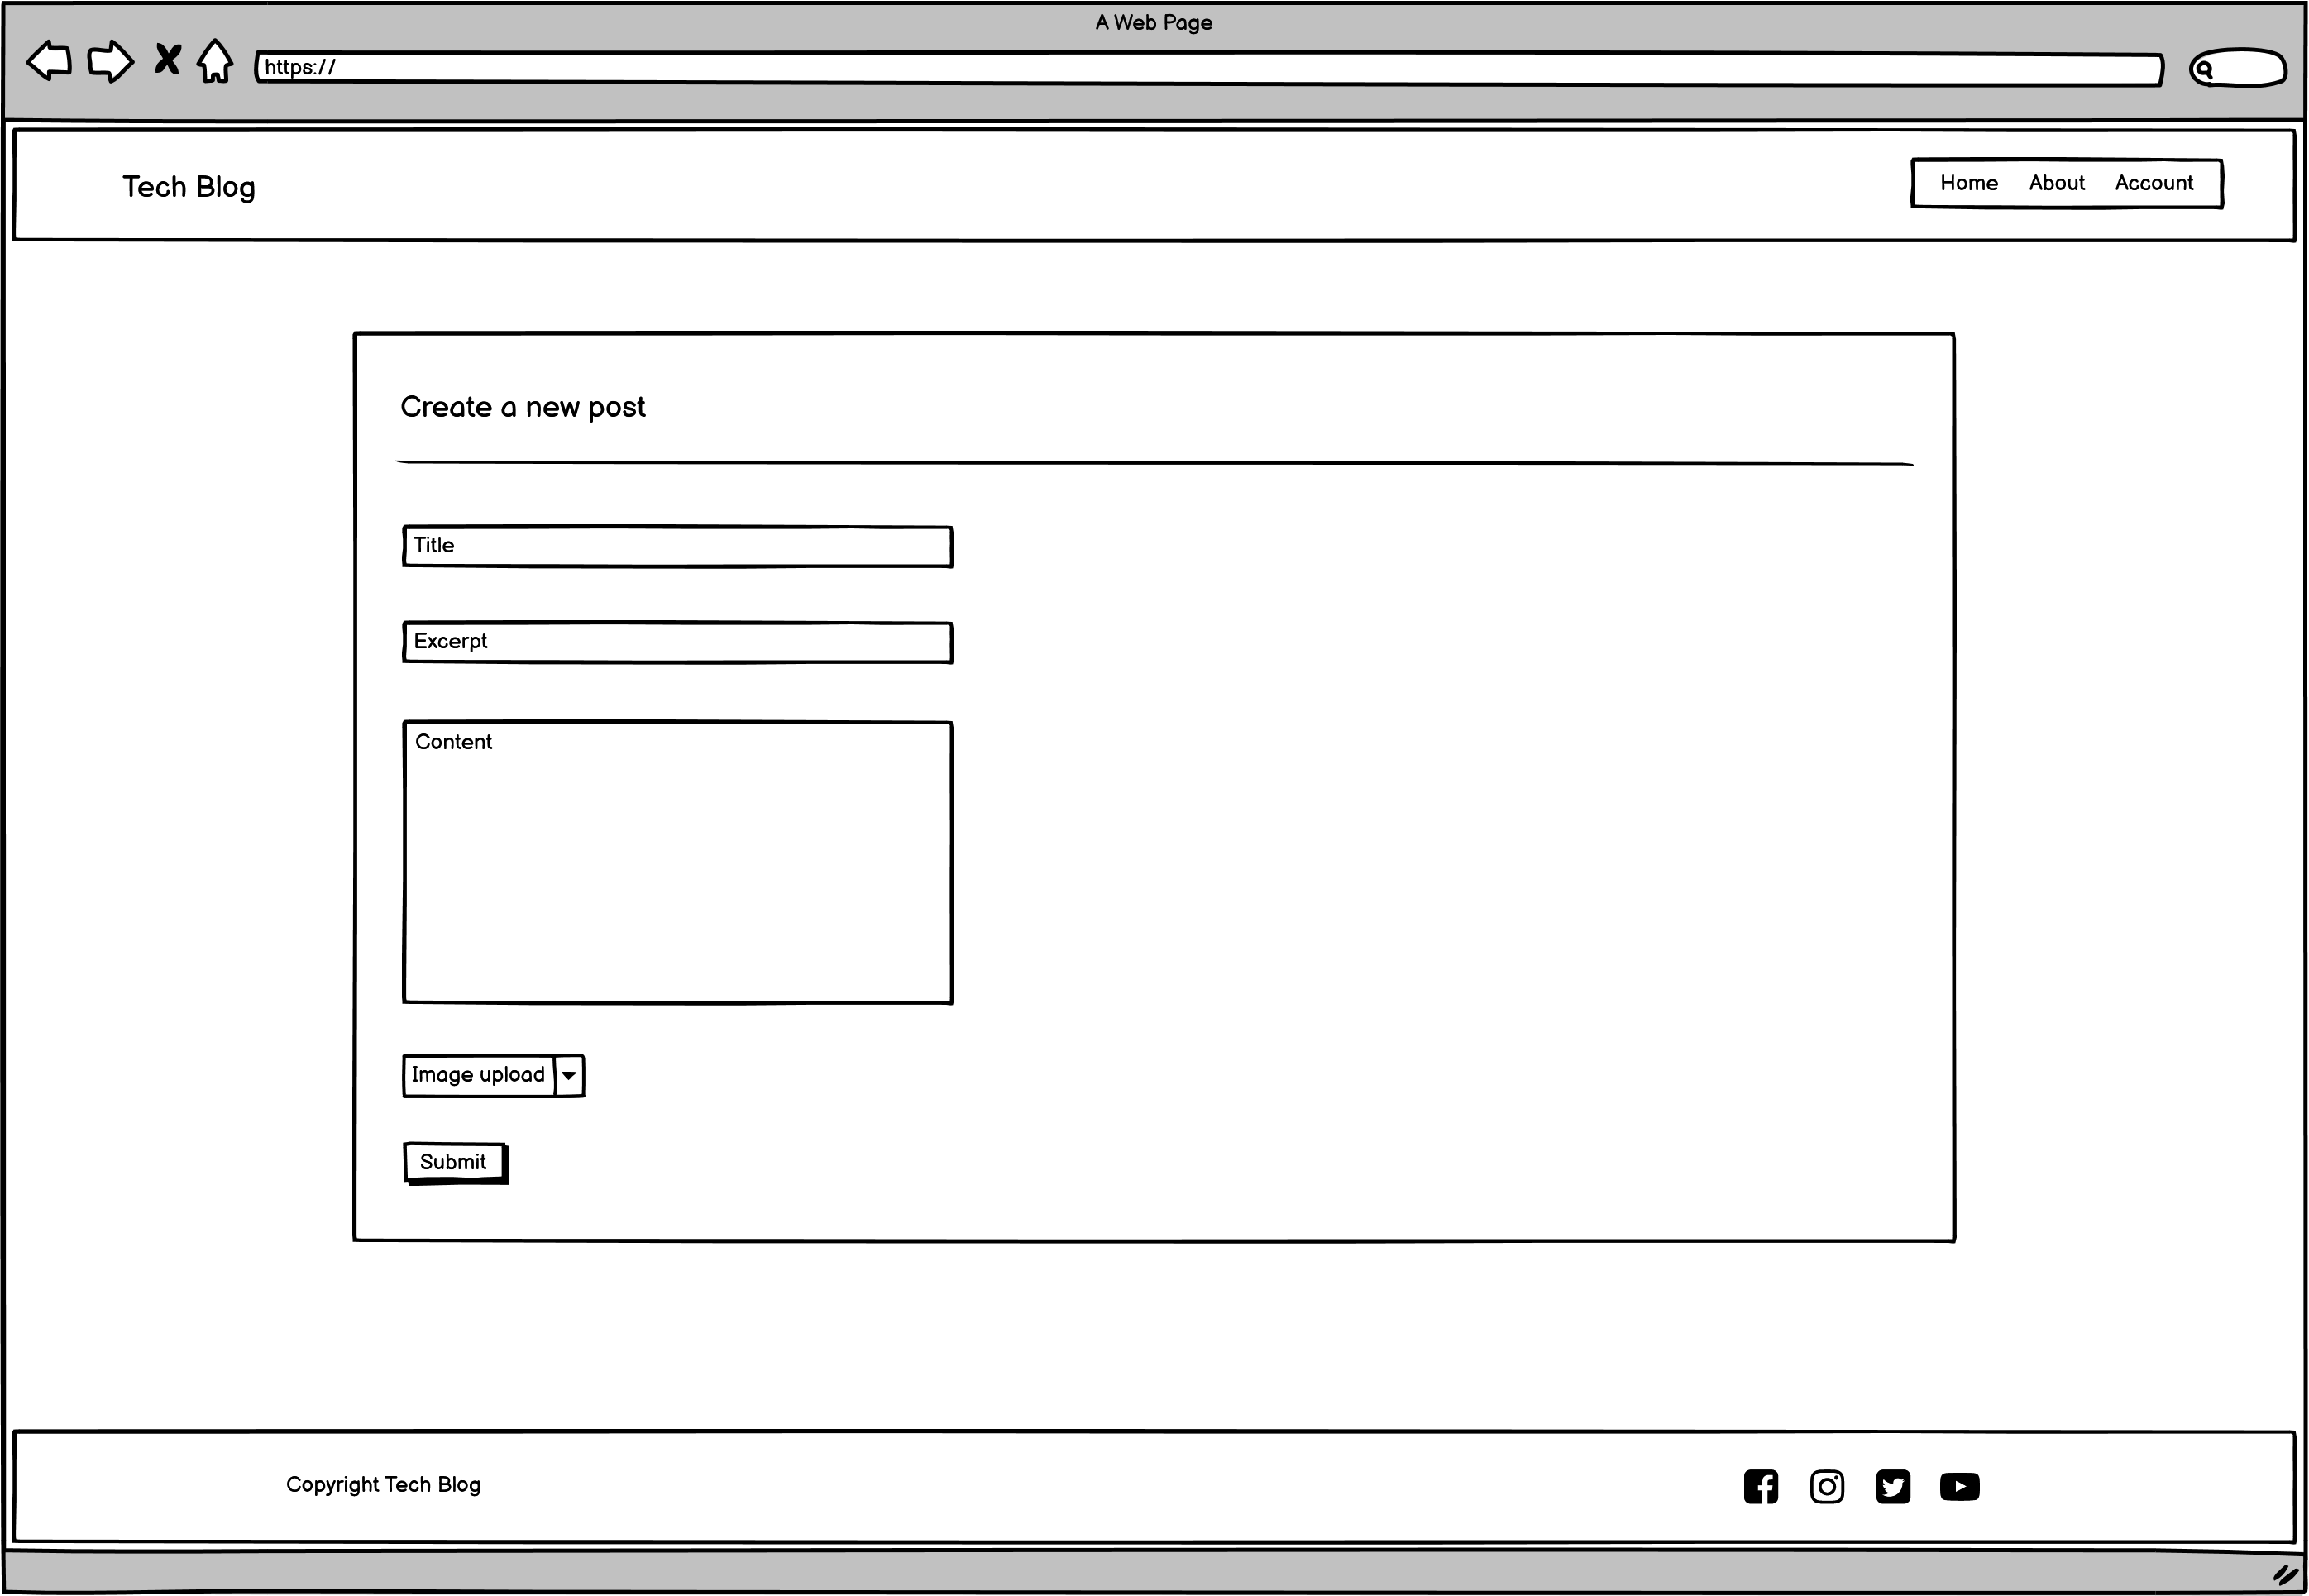 A Web Page
https://
Tech Blog
Home About Account
Create a new post
Title
Excerpt
Content
Image upload
Submit
Copyright Tech Blog